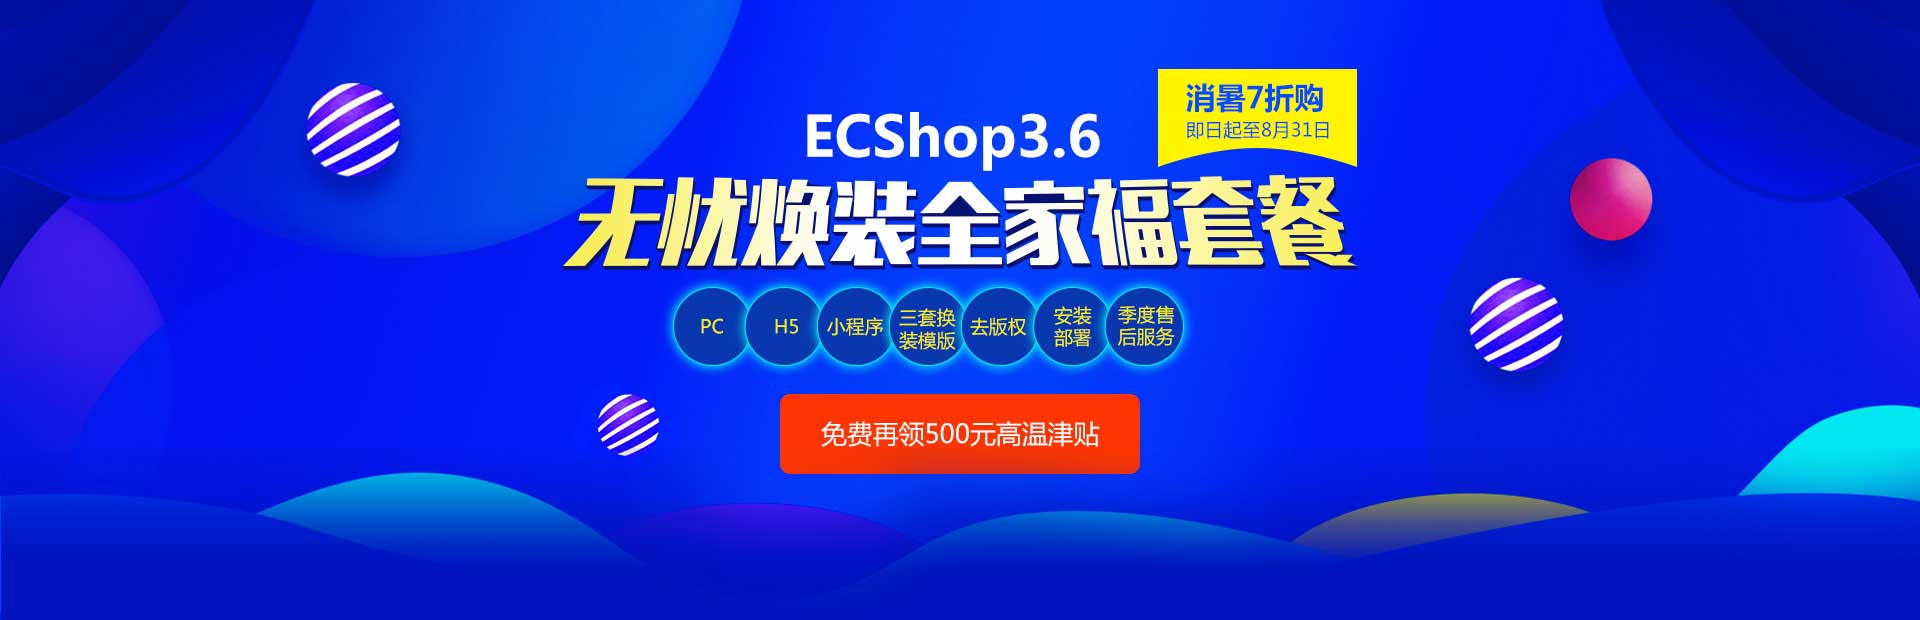 消暑7折购
即日起至8月31日
ECShop3.6
无忧焕装全家福套餐
PC
H5
小程序
三套换
装模版
去版权
安装
部署
季度售
后服务
免费再领500元高温津贴